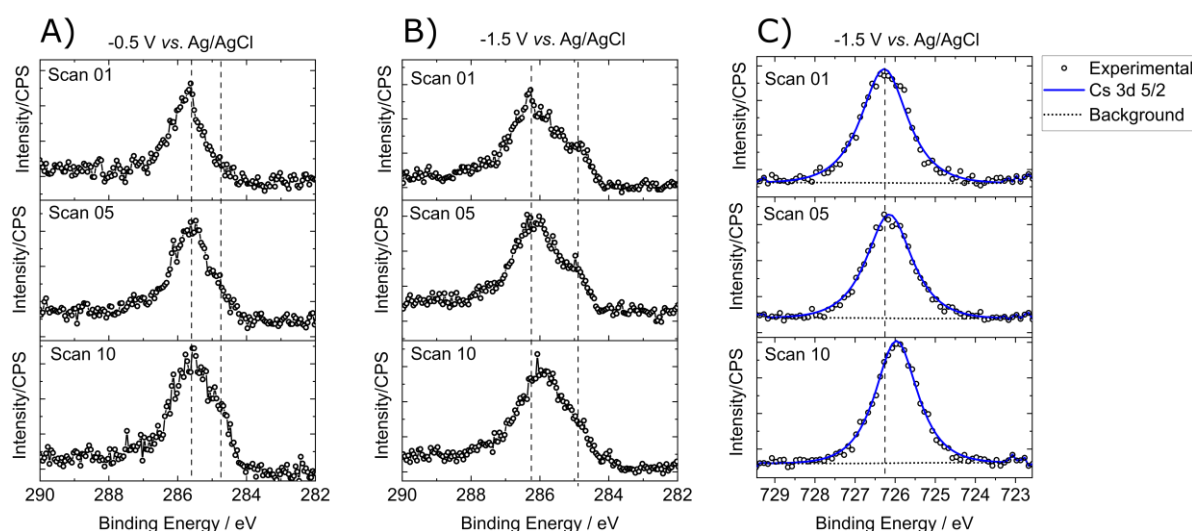 A)
-0.5 V vs. Ag/AgCl
Scan 01
Intensity/CPS
Scan 05
Intensity/CPS
Scan 10
Intensity/CPS
290 288 286 284 282
Binding Energy / eV
B)
-1.5 V vs. Ag/AgCl
Scan 01
Intensity/CPS
Scan 05
Intensity/CPS
Scan 10
Intensity/CPS
290 288 286 284 282
Binding Energy / eV
C)
-1.5 V vs. Ag/AgCl
Scan 01
Intensity/CPS
Scan 05
Intensity/CPS
Scan 10
Intensity/CPS
729 728 727 726 725 724 723
Binding Energy / eV
Experimental
Cs 3d 5/2
Background